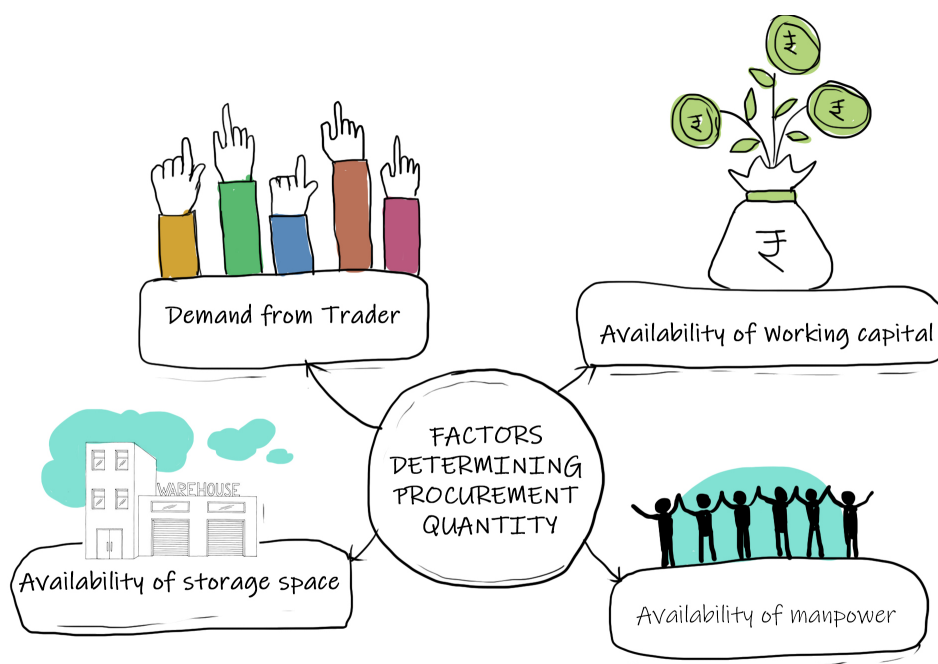 ₹
₹
₹
₹
Demand from Trader
Availability of Working capital
FACTORS
DETERMINING
PROCUREMENT
QUANTITY
WAREHOUSE
Availability of storage space
Availability of manpower